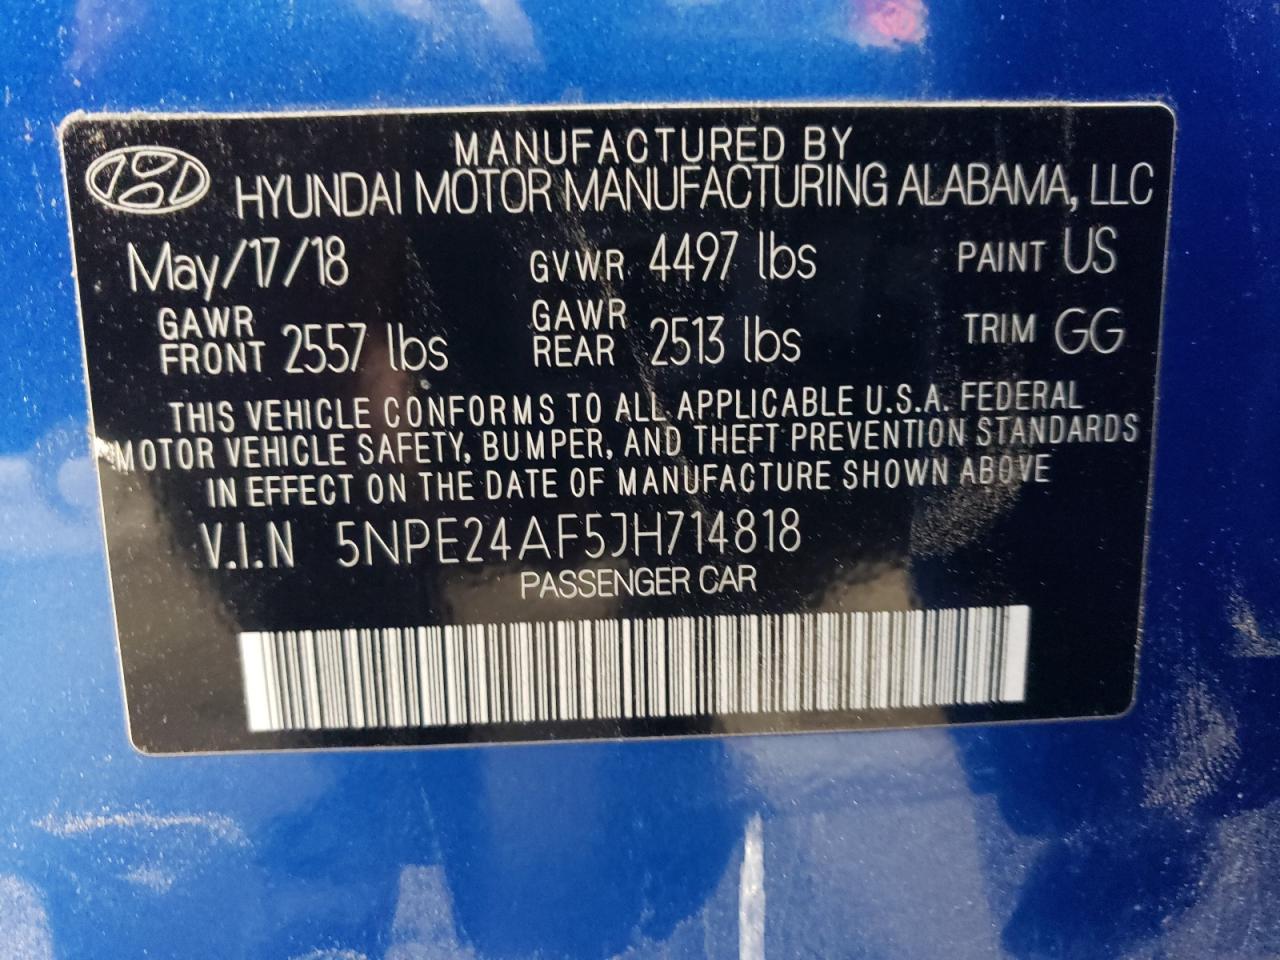 MANUFACTURED BY
HYUNDAI MOTOR MANUFACTURING ALABAMA, LLC
May/17/18 GVWR 4497 lbs PAINT US
GAWR FRONT 2557 lbs GAWR REAR 2513 lbs TRIM GG
THIS VEHICLE CONFORMS TO ALL APPLICABLE U.S.A. FEDERAL
MOTOR VEHICLE SAFETY, BUMPER, AND THEFT PREVENTION STANDARDS
IN EFFECT ON THE DATE OF MANUFACTURE SHOWN ABOVE
V.I.N 5NPE24AF5JH714818
PASSENGER CAR